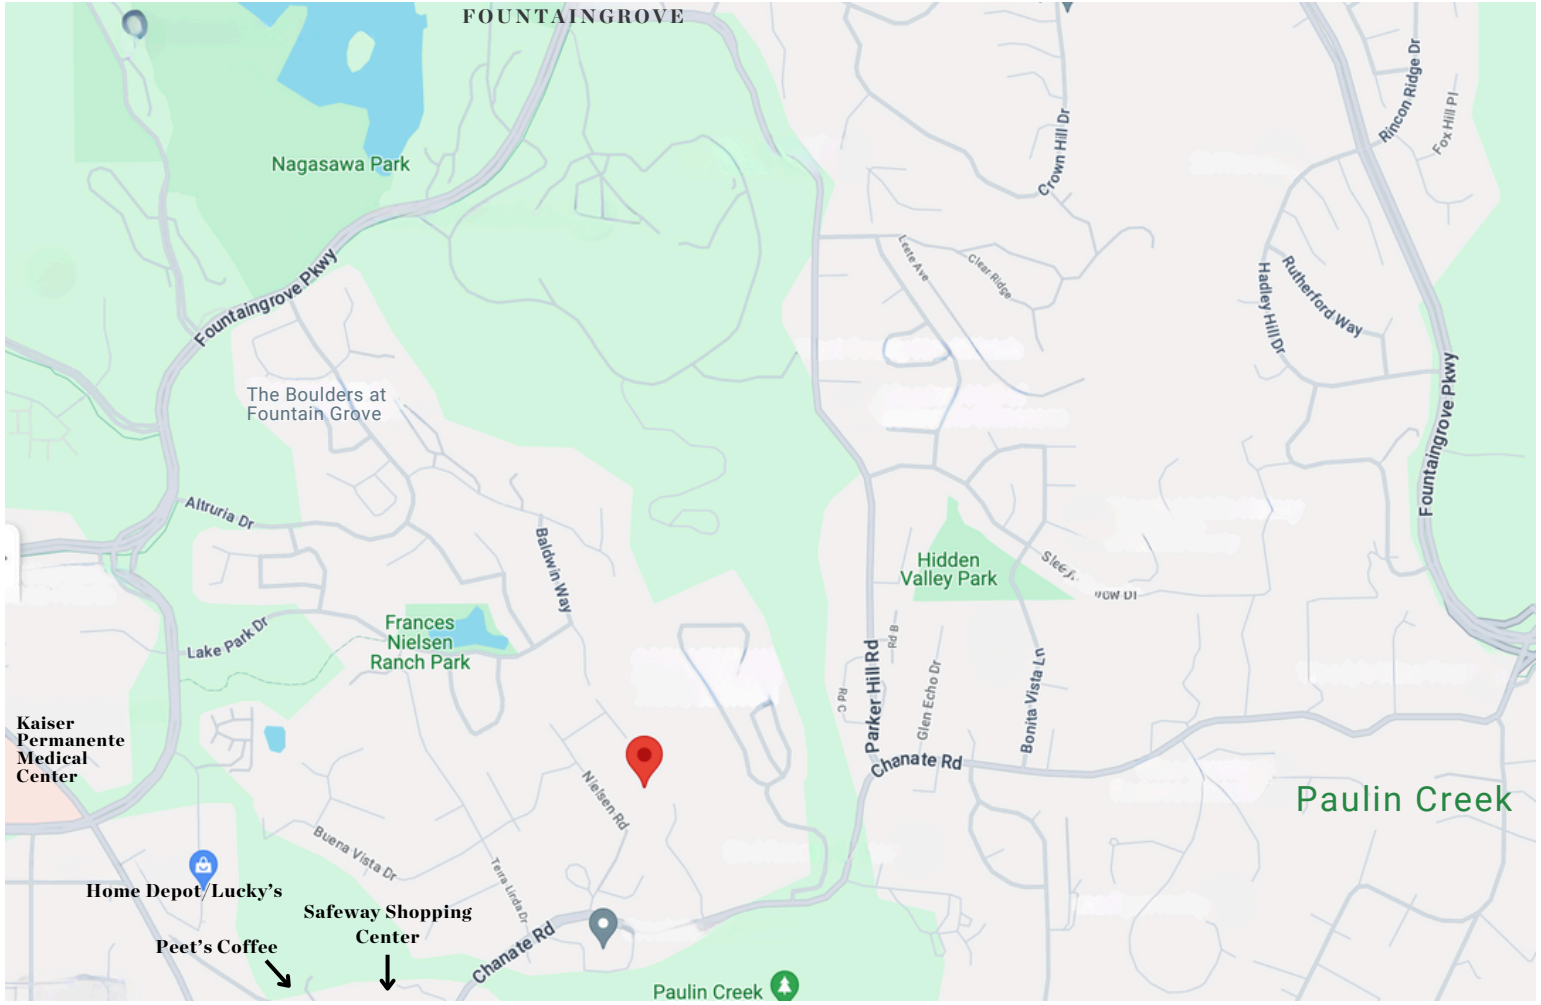 FOUNTAINGROVE
Rincon Ridge Dr
Fox Hill Pl
Crown Hill Dr
Nagasawa Park
Fountaingrove Pkwy
Leete Ave
Clear Ridge
Hadley Hill Dr
Rutherford Way
Fountaingrove Pkwy
The Boulders at
Fountain Grove
Altruria Dr
Baldwin Way
Hidden
Valley Park
Frances
Nielsen
Ranch Park
Lake Park Dr
Rd B
Rd C
Parker Hill Rd
Glen Echo Dr
Bonita Vista Ln
Kaiser
Permanente
Medical
Center
Chanate Rd
Nielsen Rd
Paulin Creek
Buena Vista Dr
Terra Linda Dr
Home Depot/Lucky's
Safeway Shopping
Center
Peet's Coffee
Chanate Rd
Paulin Creek